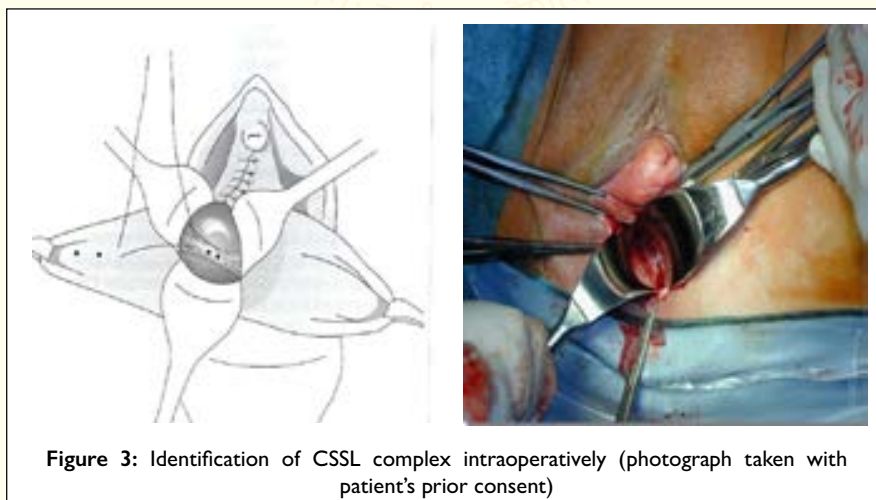 Figure 3: Identification of CSSL complex intraoperatively (photograph taken with
patient's prior consent)